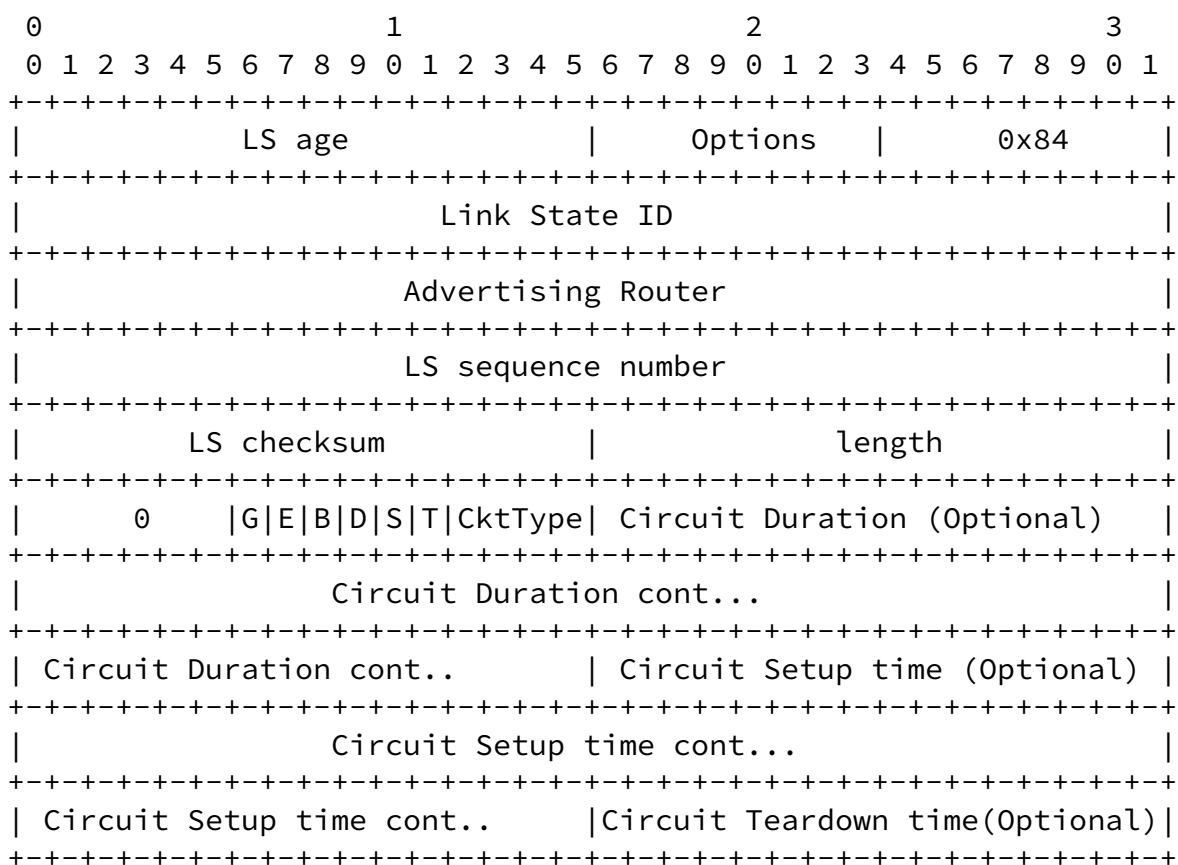 0                   1                   2                   3
 0 1 2 3 4 5 6 7 8 9 0 1 2 3 4 5 6 7 8 9 0 1 2 3 4 5 6 7 8 9 0 1
+-+-+-+-+-+-+-+-+-+-+-+-+-+-+-+-+-+-+-+-+-+-+-+-+-+-+-+-+-+-+-+-+
|            LS age             |     Options   |      0x84     |
+-+-+-+-+-+-+-+-+-+-+-+-+-+-+-+-+-+-+-+-+-+-+-+-+-+-+-+-+-+-+-+-+
|                       Link State ID                           |
+-+-+-+-+-+-+-+-+-+-+-+-+-+-+-+-+-+-+-+-+-+-+-+-+-+-+-+-+-+-+-+-+
|                     Advertising Router                        |
+-+-+-+-+-+-+-+-+-+-+-+-+-+-+-+-+-+-+-+-+-+-+-+-+-+-+-+-+-+-+-+-+
|                     LS sequence number                        |
+-+-+-+-+-+-+-+-+-+-+-+-+-+-+-+-+-+-+-+-+-+-+-+-+-+-+-+-+-+-+-+-+
|         LS checksum           |             length            |
+-+-+-+-+-+-+-+-+-+-+-+-+-+-+-+-+-+-+-+-+-+-+-+-+-+-+-+-+-+-+-+-+
|      0    |G|E|B|D|S|T|CktType| Circuit Duration (Optional)   |
+-+-+-+-+-+-+-+-+-+-+-+-+-+-+-+-+-+-+-+-+-+-+-+-+-+-+-+-+-+-+-+-+
|                 Circuit Duration cont...                      |
+-+-+-+-+-+-+-+-+-+-+-+-+-+-+-+-+-+-+-+-+-+-+-+-+-+-+-+-+-+-+-+-+
| Circuit Duration cont..       | Circuit Setup time (Optional) |
+-+-+-+-+-+-+-+-+-+-+-+-+-+-+-+-+-+-+-+-+-+-+-+-+-+-+-+-+-+-+-+-+
|                 Circuit Setup time cont...                    |
+-+-+-+-+-+-+-+-+-+-+-+-+-+-+-+-+-+-+-+-+-+-+-+-+-+-+-+-+-+-+-+-+
| Circuit Setup time cont..     |Circuit Teardown time(Optional)|
+-+-+-+-+-+-+-+-+-+-+-+-+-+-+-+-+-+-+-+-+-+-+-+-+-+-+-+-+-+-+-+-+